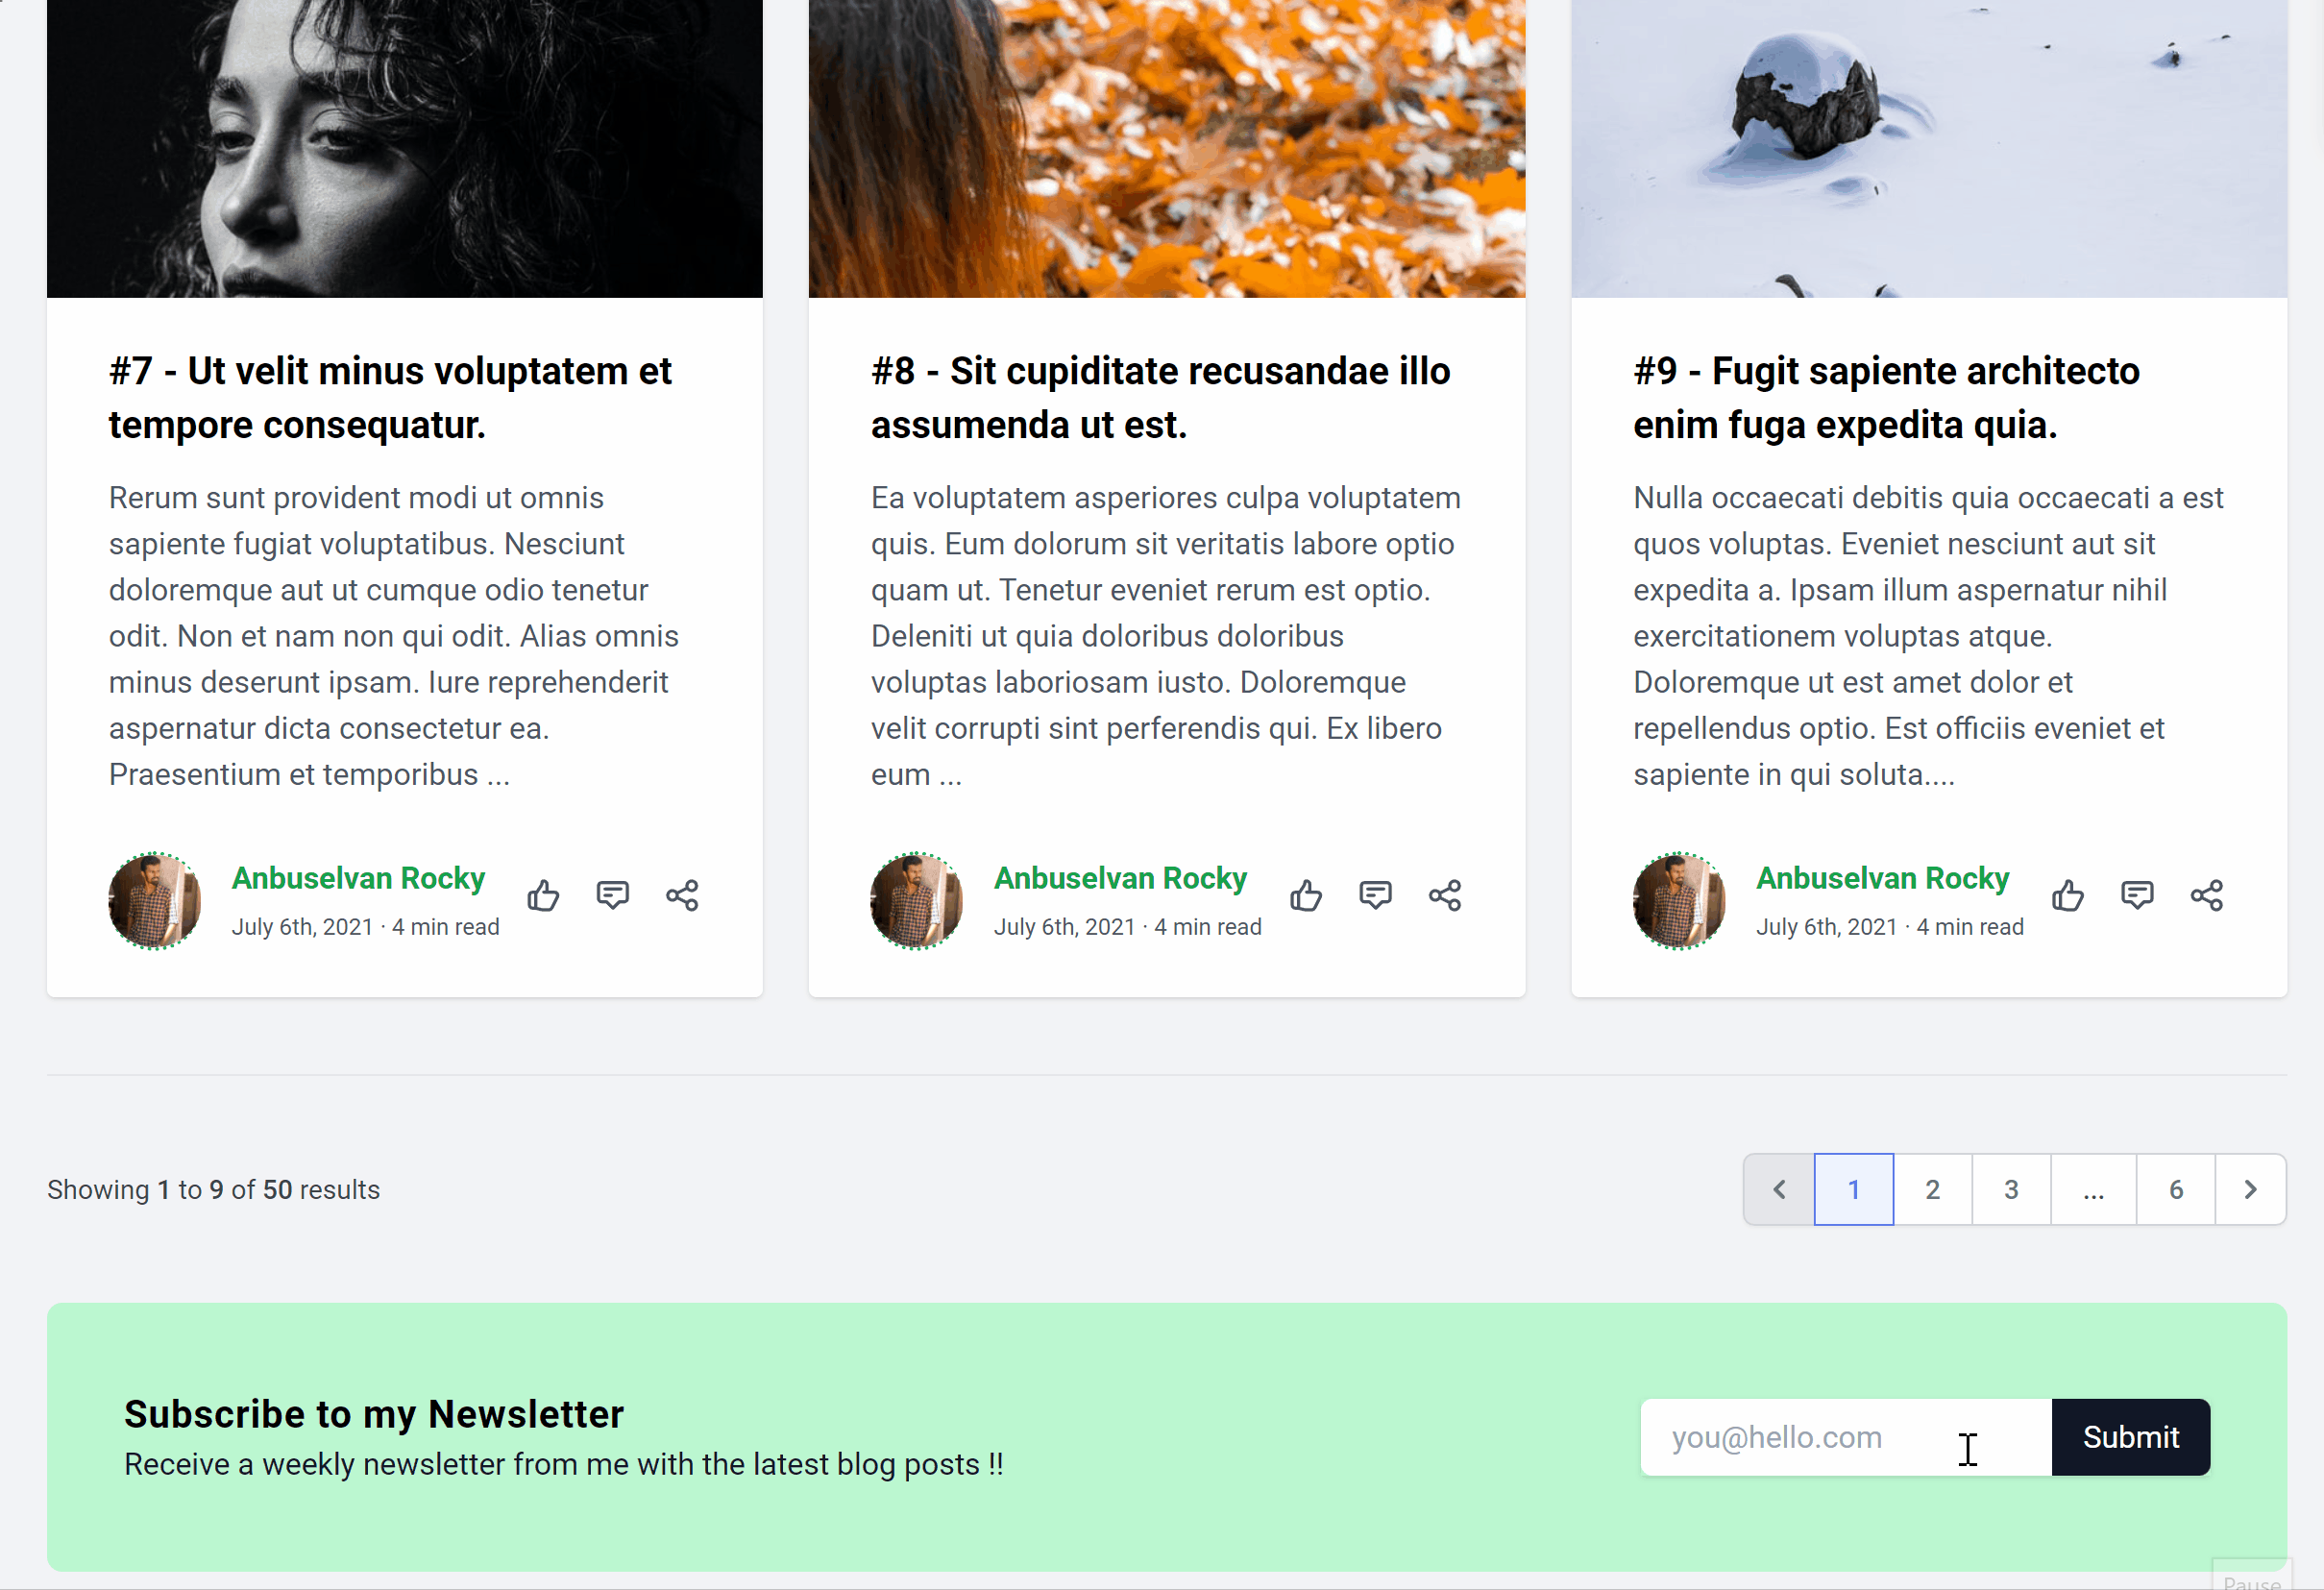 #7 - Ut velit minus voluptatem et
tempore consequatur.
Rerum sunt provident modi ut omnis
sapiente fugiat voluptatibus. Nesciunt
doloremque aut ut cumque odio tenetur
odit. Non et nam non qui odit. Alias omnis
minus deserunt ipsam. Iure reprehenderit
aspernatur dicta consectetur ea.
Praesentium et temporibus ...
Anbuselvan Rocky
July 6th, 2021 · 4 min read
#8 - Sit cupiditate recusandae illo
assumenda ut est.
Ea voluptatem asperiores culpa voluptatem
quis. Eum dolorum sit veritatis labore optio
quam ut. Tenetur eveniet rerum est optio.
Deleniti ut quia doloribus doloribus
voluptas laboriosam iusto. Doloremque
velit corrupti sint perferendis qui. Ex libero
eum ...
Anbuselvan Rocky
July 6th, 2021 · 4 min read
#9 - Fugit sapiente architecto
enim fuga expedita quia.
Nulla occaecati debitis quia occaecati a est
quos voluptas. Eveniet nesciunt aut sit
expedita a. Ipsam illum aspernatur nihil
exercitationem voluptas atque.
Doloremque ut est amet dolor et
repellendus optio. Est officiis eveniet et
sapiente in qui soluta....
Anbuselvan Rocky
July 6th, 2021 · 4 min read
Showing 1 to 9 of 50 results
1 2 3 ... 6
Subscribe to my Newsletter
Receive a weekly newsletter from me with the latest blog posts !!
you@hello.com
Submit
Pause